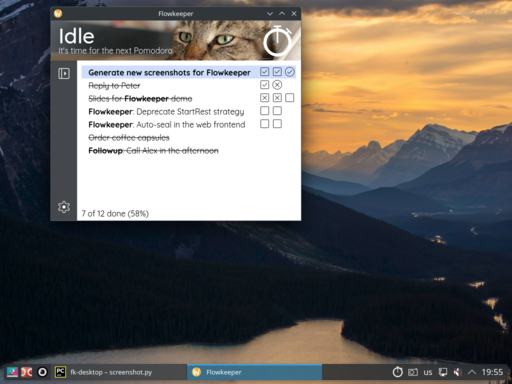 Flowkeeper
Idle
It's time for the next Pomodoro
Generate new screenshots for Flowkeeper
Reply to Peter
Slides for Flowkeeper demo
Flowkeeper: Deprecate StartRest strategy
Flowkeeper: Auto-seal in the web frontend
Order coffee capsules
Followup: Call Alex in the afternoon
7 of 12 done (58%)
PC
fk-desktop – screenshot.py
Flowkeeper
us
19:55